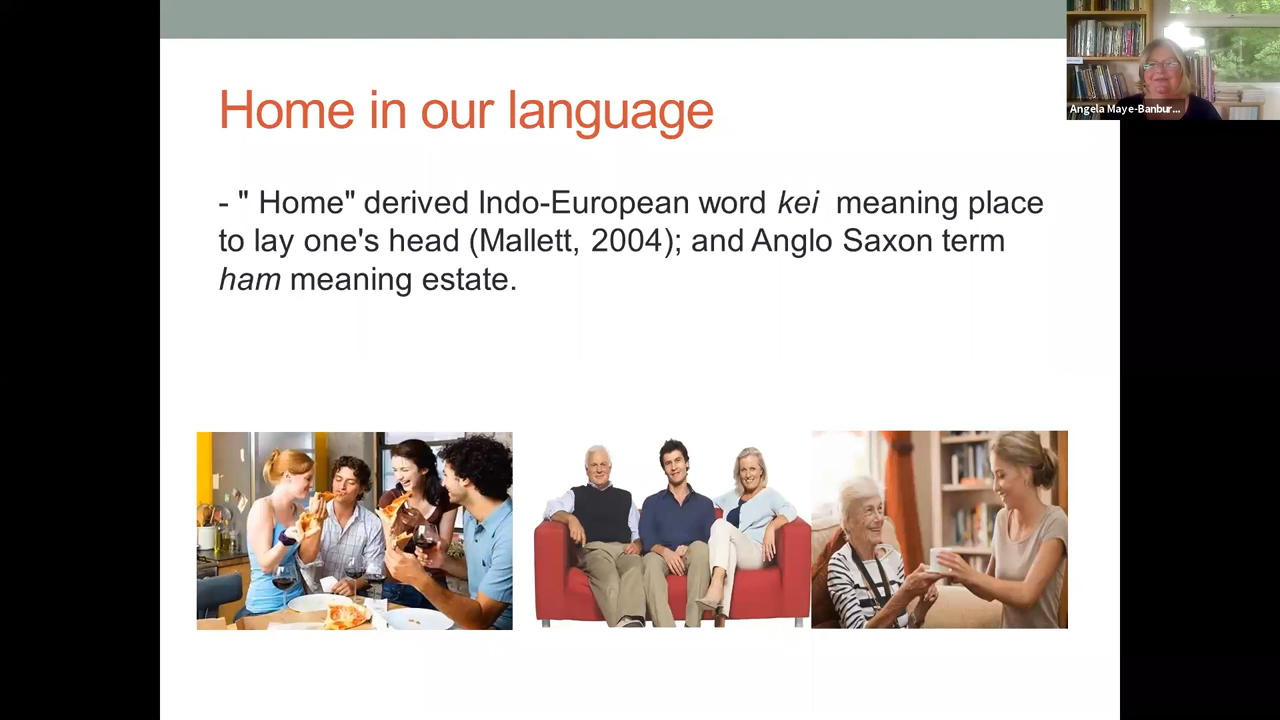 Home in our language
- " Home" derived Indo-European word kei meaning place
to lay one's head (Mallett, 2004); and Anglo Saxon term
ham meaning estate.
Angela Maye-Banbur...